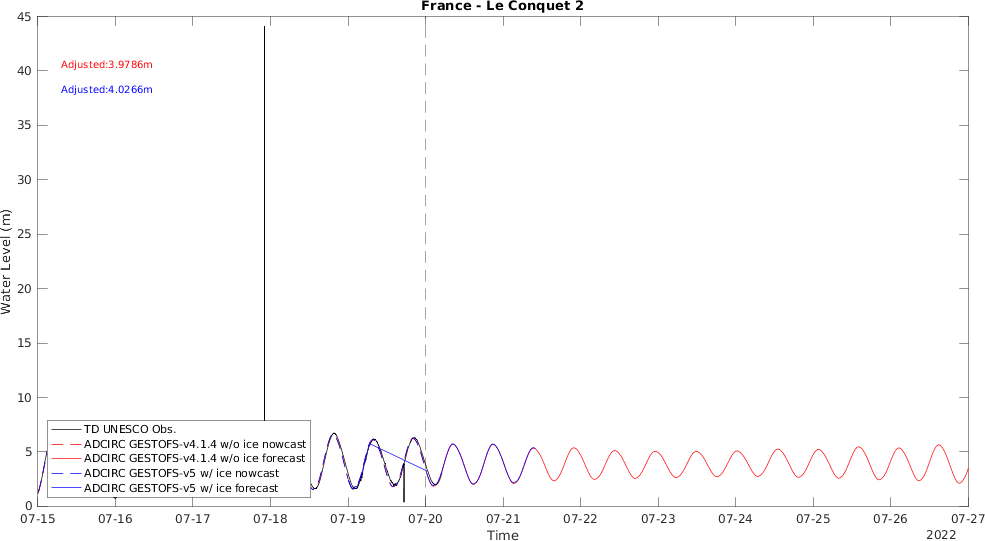 France - Le Conquet 2
45
40
35
30
25
20
15
10
5
0
Water Level (m)
Adjusted:3.9786m
Adjusted:4.0266m
TD UNESCO Obs.
ADCIRC GESTOFS-v4.1.4 w/o ice nowcast
ADCIRC GESTOFS-v4.1.4 w/o ice forecast
ADCIRC GESTOFS-v5 w/ ice nowcast
ADCIRC GESTOFS-v5 w/ ice forecast
07-15 07-16 07-17 07-18 07-19 07-20 07-21 07-22 07-23 07-24 07-25 07-26 07-27
Time
2022